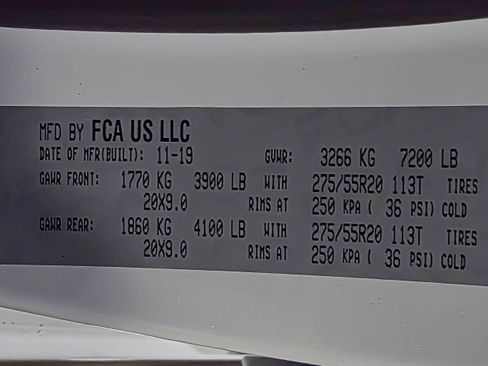 MFD BY FCA US LLC
DATE OF MFR(BUILT): 11-19 GVWR: 3266 KG 7200 LB
GAWR FRONT: 1770 KG 3900 LB WITH 275/55R20 113T TIRES
20X9.0 RIMS AT 250 KPA ( 36 PSI) COLD
GAWR REAR: 1860 KG 4100 LB WITH 275/55R20 113T TIRES
20X9.0 RIMS AT 250 KPA ( 36 PSI) COLD